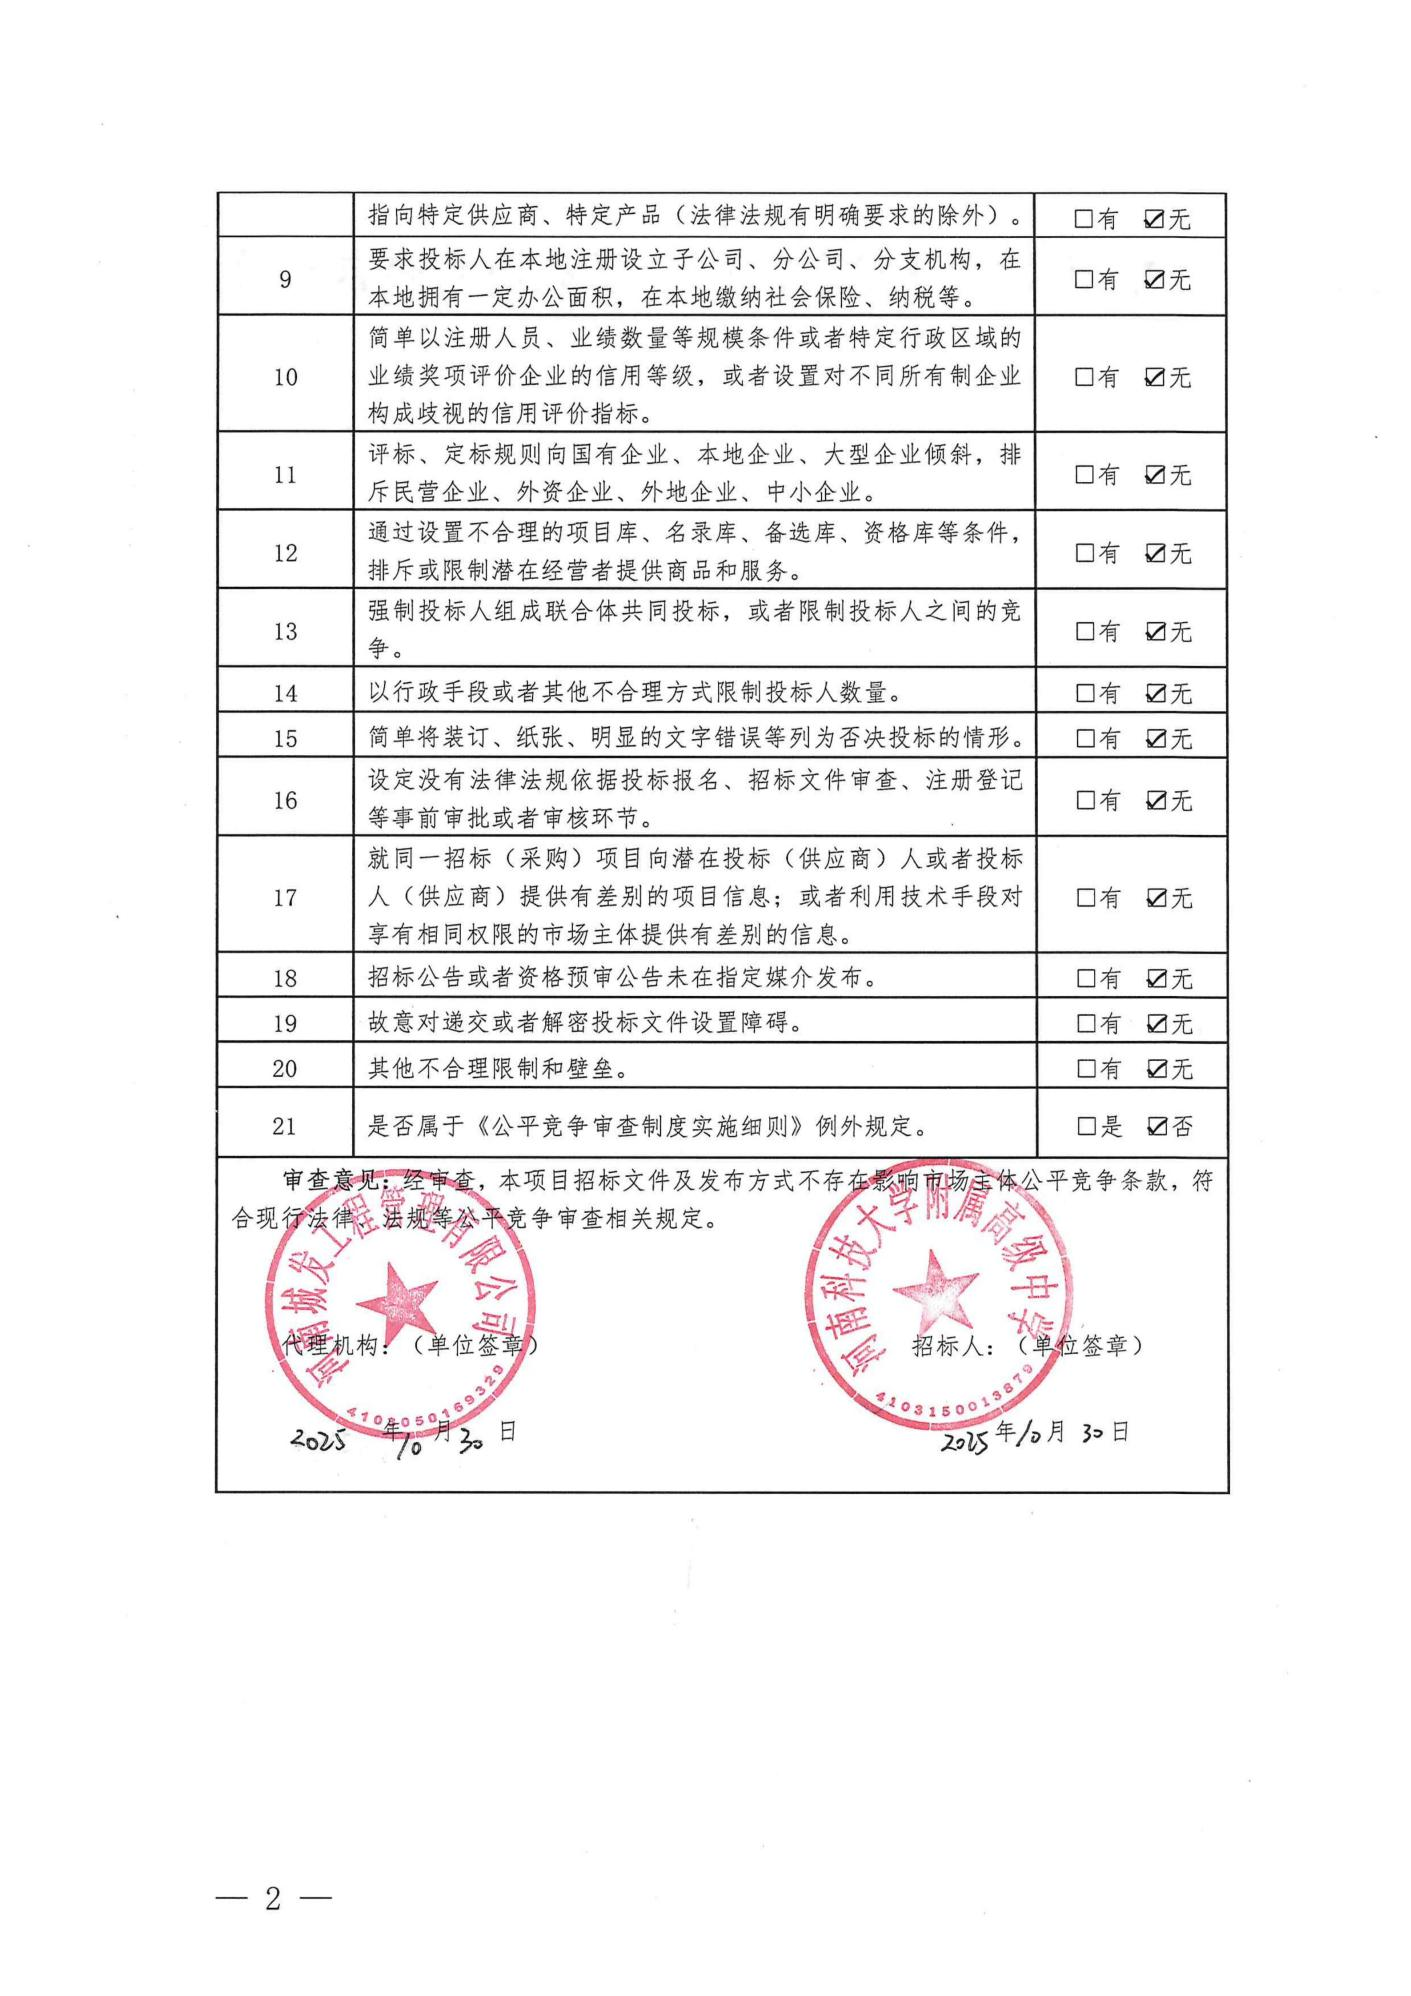 指向特定供应商、特定产品（法律法规有明确要求的除外）。 □有 ☑无
9 要求投标人在本地注册设立子公司、分公司、分支机构，在
本地拥有一定办公面积，在本地缴纳社会保险、纳税等。 □有 ☑无
10 简单以注册人员、业绩数量等规模条件或者特定行政区域的
业绩奖项评价企业的信用等级，或者设置对不同所有制企业 □有 ☑无
构成歧视的信用评价指标。
11 评标、定标规则向国有企业、本地企业、大型企业倾斜，排
斥民营企业、外资企业、外地企业、中小企业。 □有 ☑无
12 通过设置不合理的项目库、名录库、备选库、资格库等条件，
排斥或限制潜在经营者提供商品和服务。 □有 ☑无
13 强制投标人组成联合体共同投标，或者限制投标人之间的竞
争。 □有 ☑无
14 以行政手段或者其他不合理方式限制投标人数量。 □有 ☑无
15 简单将装订、纸张、明显的文字错误等列为否决投标的情形。 □有 ☑无
16 设定没有法律法规依据投标报名、招标文件审查、注册登记
等事前审批或者审核环节。 □有 ☑无
17 就同一招标（采购）项目向潜在投标（供应商）人或者投标
人（供应商）提供有差别的项目信息；或者利用技术手段对 □有 ☑无
享有相同权限的市场主体提供有差别的信息。
18 招标公告或者资格预审公告未在指定媒介发布。 □有 ☑无
19 故意对递交或者解密投标文件设置障碍。 □有 ☑无
20 其他不合理限制和壁垒。 □有 ☑无
21 是否属于《公平竞争审查制度实施细则》例外规定。 □是 ☑否
审查意见：经审查，本项目招标文件及发布方式不存在影响市场主体公平竞争条款，符
合现行法律、法规等公平竞争审查相关规定。
河南城发工程管理有限公司
河南科技大学附属高级中学
代理机构：（单位签章） 招标人：（单位签章）
4103050169329
4103150013879
2025 年10月30日 2025年10月30日
— 2 —